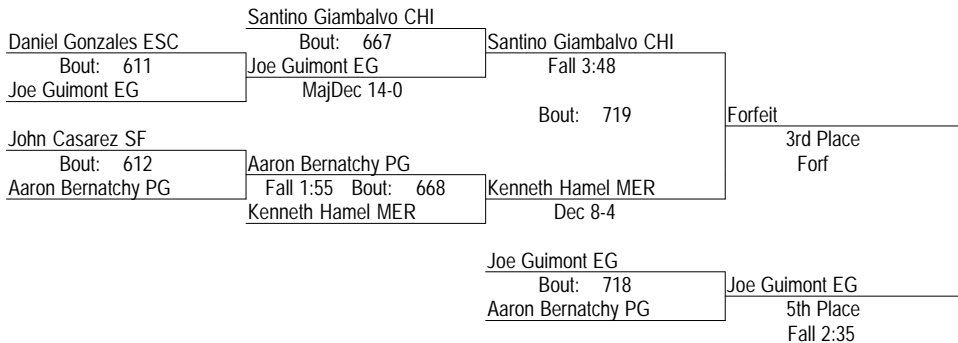 Santino Giambalvo CHI
Daniel Gonzales ESC
Bout: 667
Santino Giambalvo CHI
Bout: 611
Joe Guimont EG
Fall 3:48
Joe Guimont EG
MajDec 14-0
Bout: 719
Forfeit
John Casarez SF
3rd Place
Bout: 612
Aaron Bernatchy PG
Forf
Aaron Bernatchy PG
Fall 1:55 Bout: 668
Kenneth Hamel MER
Kenneth Hamel MER
Dec 8-4
Joe Guimont EG
Bout: 718
Joe Guimont EG
Aaron Bernatchy PG
5th Place
Fall 2:35